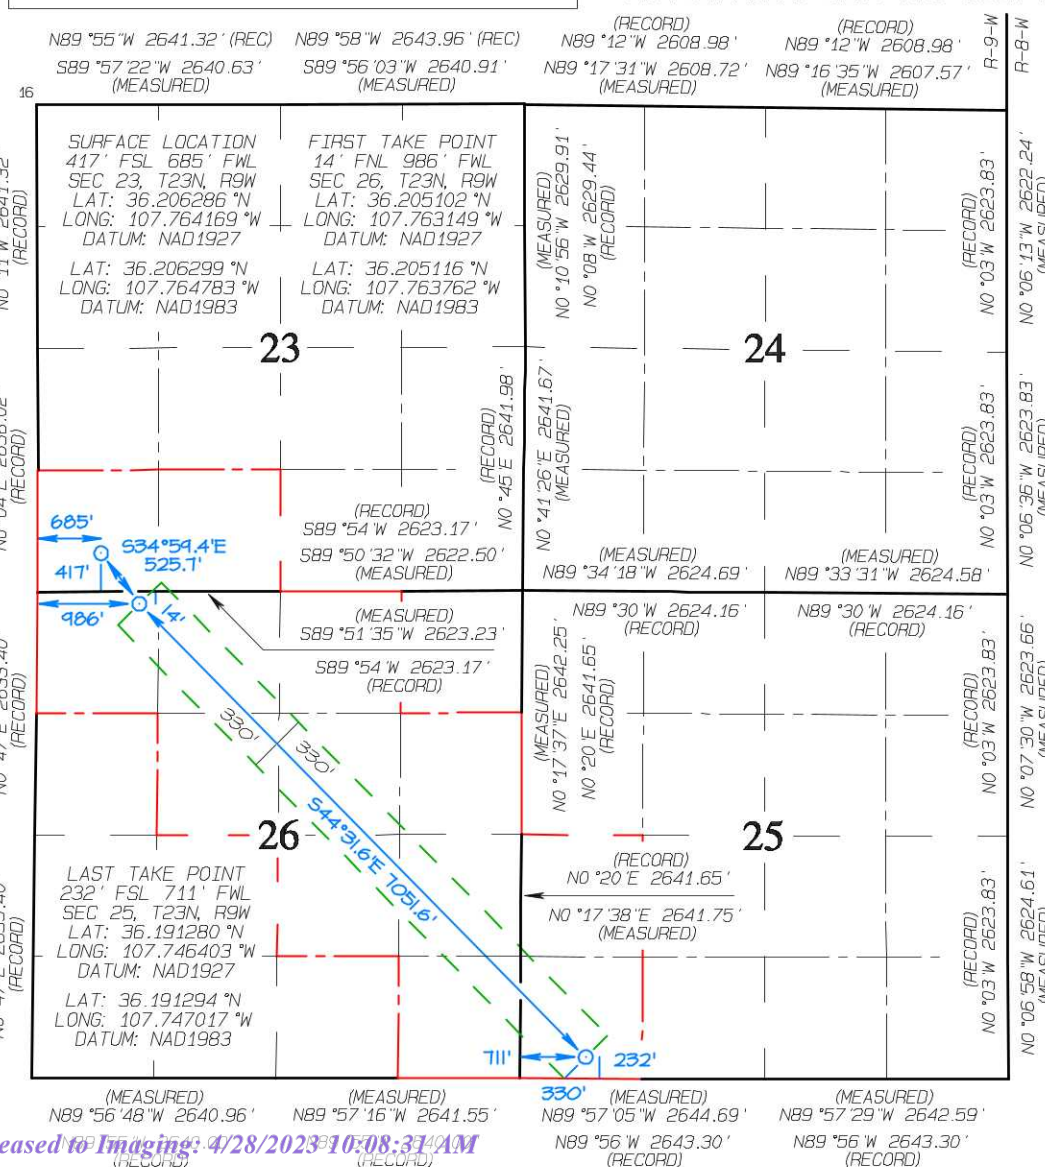 N89°55'W 2641.32' (REC)
S89°57'22"W 2640.63'
(MEASURED)
N89°58'W 2643.96' (REC)
S89°56'03"W 2640.91'
(MEASURED)
(RECORD)
N89°12'W 2608.98'
N89°17'31"W 2608.72'
(MEASURED)
(RECORD)
N89°12'W 2608.98'
N89°16'35"W 2607.57'
(MEASURED)
R-9-W
R-8-W
16
SURFACE LOCATION
417' FSL 685' FWL
SEC 23, T23N, R9W
LAT: 36.206286 °N
LONG: 107.764169 °W
DATUM: NAD1927
LAT: 36.206299 °N
LONG: 107.764783 °W
DATUM: NAD1983
FIRST TAKE POINT
14' FNL 986' FWL
SEC 26, T23N, R9W
LAT: 36.205102 °N
LONG: 107.763149 °W
DATUM: NAD1927
LAT: 36.205116 °N
LONG: 107.763762 °W
DATUM: NAD1983
(MEASURED)
N0°10'56"W 2629.91'
N0°08'W 2629.44'
(RECORD)
(RECORD)
N0°03'W 2623.83'
N0°06'13"W 2622.24'
(MEASURED)
(RECORD)
23
24
(RECORD)
N0°45'E 2641.98'
N0°41'26"E 2641.67'
(MEASURED)
(RECORD)
N0°03'W 2623.83'
N0°06'36"W 2623.83'
(MEASURED)
(RECORD)
685'
S34°59.4'E
525.7'
417'
986'
14'
(RECORD)
S89°54'W 2623.17'
S89°50'32"W 2622.50'
(MEASURED)
(MEASURED)
N89°34'18"W 2624.69'
(MEASURED)
N89°33'31"W 2624.58'
(MEASURED)
S89°51'35"W 2623.23'
S89°54'W 2623.17'
(RECORD)
N89°30'W 2624.16'
(RECORD)
N89°30'W 2624.16'
(RECORD)
(MEASURED)
N0°17'37"E 2642.25'
N0°20'E 2641.65'
(RECORD)
(RECORD)
N0°03'W 2623.83'
N0°07'30"W 2623.66'
(MEASURED)
(RECORD)
330'
330'
S44°31.6'E 7051.6'
26
25
LAST TAKE POINT
232' FSL 711' FWL
SEC 25, T23N, R9W
LAT: 36.191280 °N
LONG: 107.746403 °W
DATUM: NAD1927
LAT: 36.191294 °N
LONG: 107.747017 °W
DATUM: NAD1983
(RECORD)
N0°20'E 2641.65'
N0°17'38"E 2641.75'
(MEASURED)
(RECORD)
N0°03'W 2623.83'
N0°06'58"W 2624.61'
(MEASURED)
(RECORD)
711'
232'
330'
(MEASURED)
N89°56'48"W 2640.96'
(RECORD)
(MEASURED)
N89°57'16"W 2641.55'
(RECORD)
(MEASURED)
N89°57'05"W 2644.69'
N89°56'W 2643.30'
(RECORD)
(MEASURED)
N89°57'29"W 2642.59'
N89°56'W 2643.30'
(RECORD)
eased to Imaging: 4/28/2023 10:08:31 AM